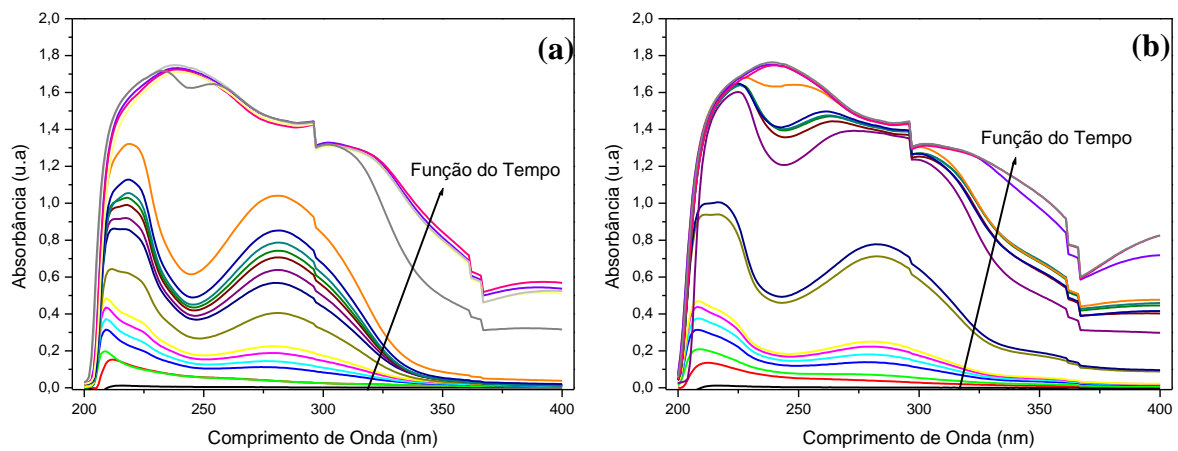 (a)
Absorbância (u.a)
2,0
1,8
1,6
1,4
1,2
1,0
0,8
0,6
0,4
0,2
0,0
Função do Tempo
200 250 300 350 400
Comprimento de Onda (nm)
(b)
Absorbância (u.a)
2,0
1,8
1,6
1,4
1,2
1,0
0,8
0,6
0,4
0,2
0,0
Função do Tempo
200 250 300 350 400
Comprimento de Onda (nm)